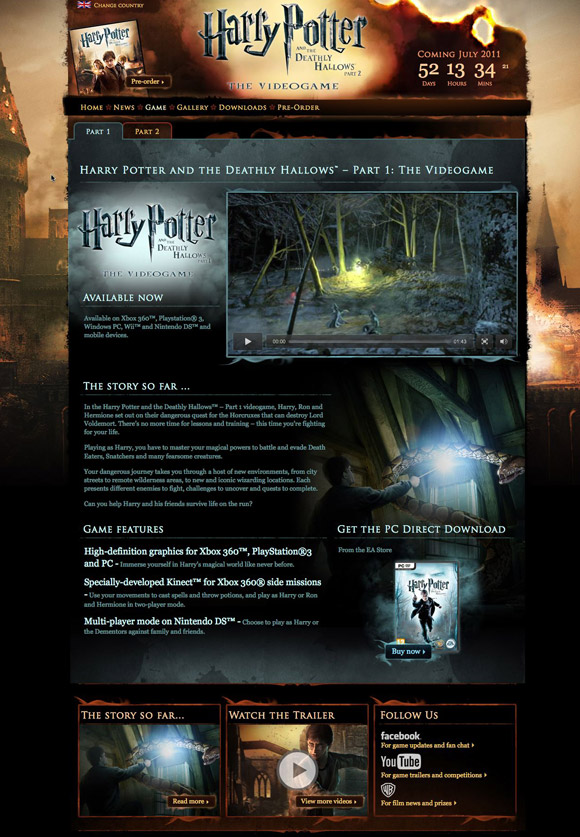 Change country
Harry Potter
and the
Deathly
Hallows
Part 2
The Videogame
Harry Potter
Pre-order
Coming July 2011
52 13 34 21
Days Hours Mins
Home News Game Gallery Downloads Pre-Order
Part 1 Part 2
Harry Potter and the Deathly Hallows™ – Part 1: The Videogame
Harry Potter
and the
Deathly
Hallows
Part 1
The Videogame
00:00 01:43
Available now
Available on Xbox 360™, Playstation® 3,
Windows PC, Wii™ and Nintendo DS™ and
mobile devices.
The story so far ...
In the Harry Potter and the Deathly Hallows™ – Part 1 videogame, Harry, Ron and
Hermione set out on their dangerous quest for the Horcruxes that can destroy Lord
Voldemort. There's no more time for lessons and training – this time you're fighting
for your life.
Playing as Harry, you have to master your magical powers to battle and evade Death
Eaters, Snatchers and many fearsome creatures.
Your dangerous journey takes you through a host of new environments, from city
streets to remote wilderness areas, to new and iconic wizarding locations. Each
presents different enemies to fight, challenges to uncover and quests to complete.
Can you help Harry and his friends survive life on the run?
Game features
High-definition graphics for Xbox 360™, PlayStation®3
and PC - Immerse yourself in Harry's magical world like never before.
Specially-developed Kinect™ for Xbox 360® side missions
- Use your movements to cast spells and throw potions, and play as Harry or Ron
and Hermione in two-player mode.
Multi-player mode on Nintendo DS™ - Choose to play as Harry or
the Dementors against family and friends.
Get the PC Direct Download
From the EA Store
PC
Harry Potter
EA
Buy now
The story so far...
Read more
Watch the Trailer
View more videos
Follow Us
facebook
For game updates and fan chat
YouTube
For game trailers and competitions
WB
For film news and prizes